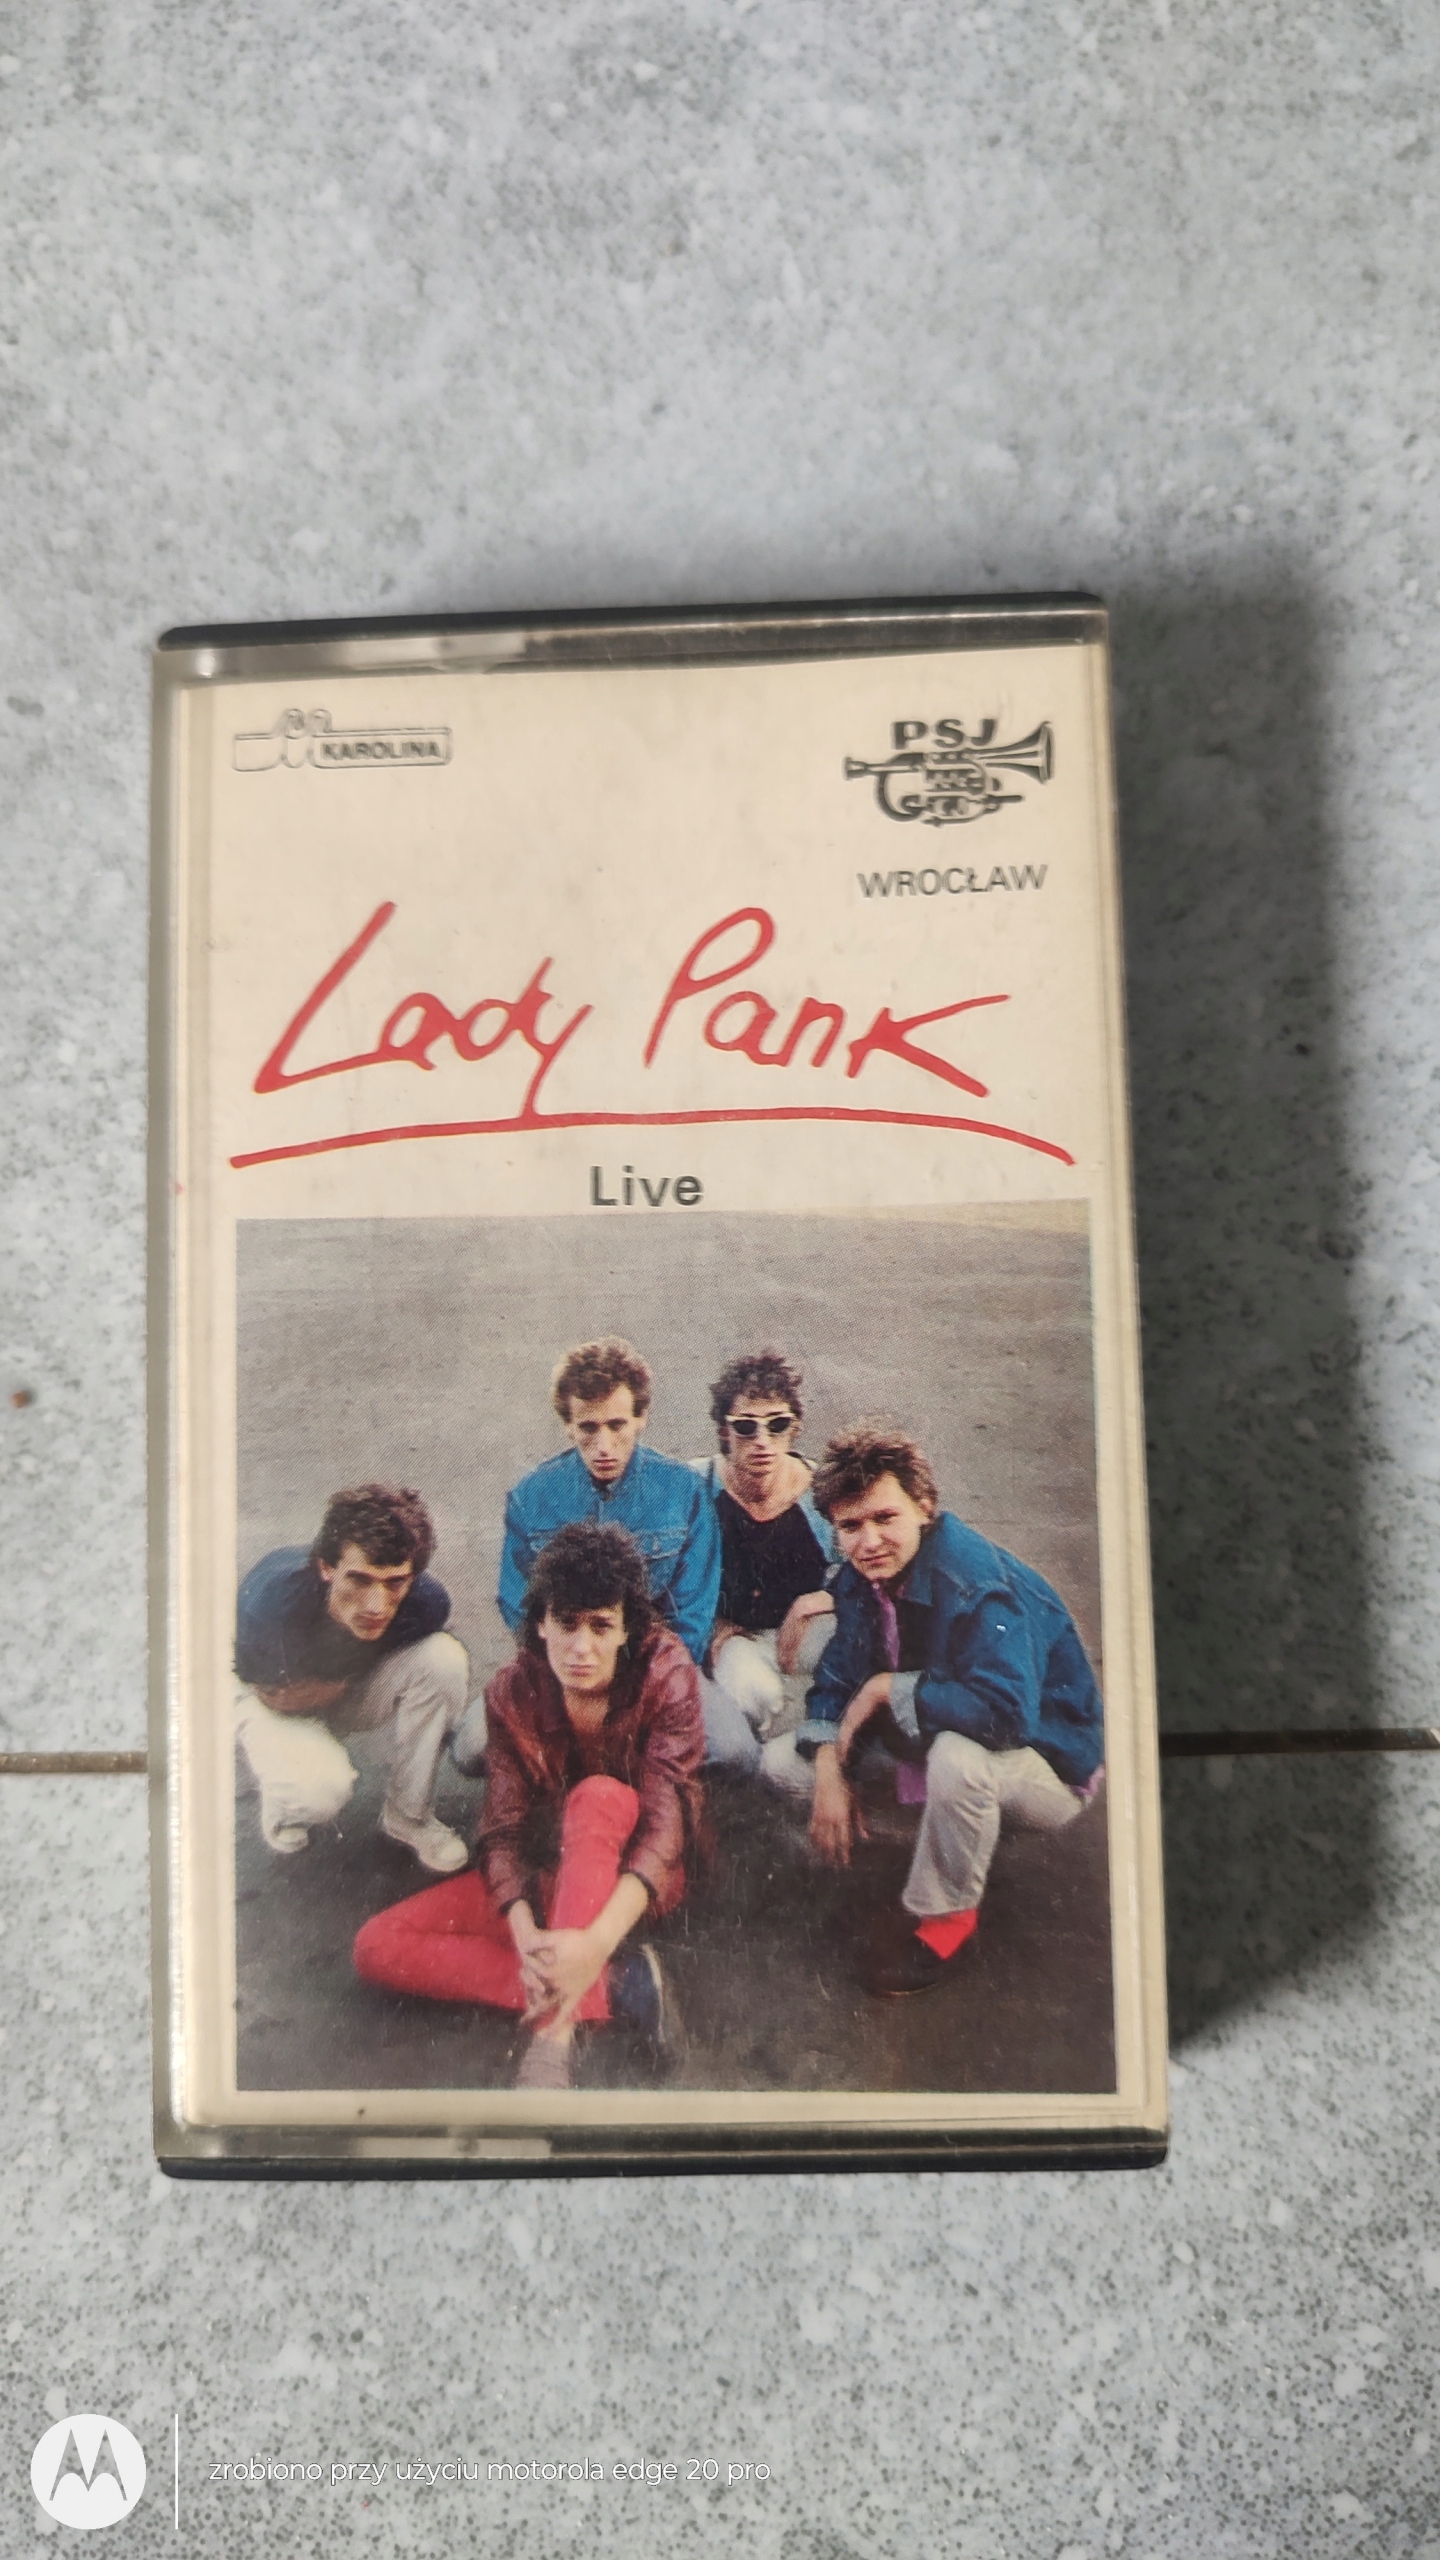 KAROLINA
PSJ
WROCŁAW
Lady Pank
Live
zrobiono przy użyciu motorola edge 20 pro